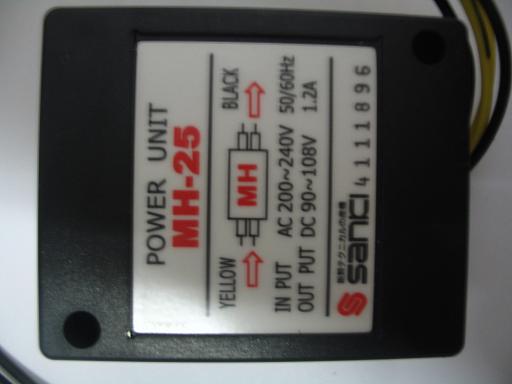 POWER UNIT
MH-25
YELLOW
MH
BLACK
IN PUT AC 200~240V 50/60Hz
OUT PUT DC 90~108V 1.2A
sanci 4111896